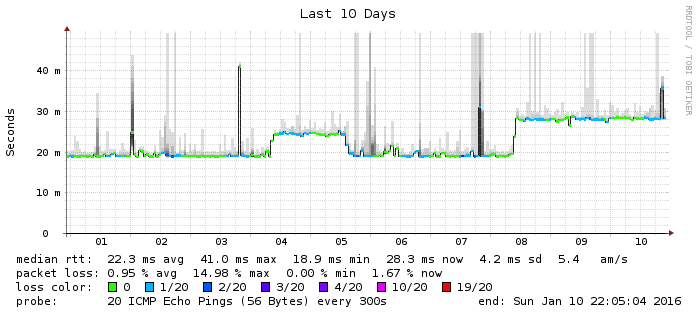 Last 10 Days
RRDTOOL / TOBI OETIKER
Seconds
40 m
30 m
20 m
10 m
0
01 02 03 04 05 06 07 08 09 10
median rtt: 22.3 ms avg 41.0 ms max 18.9 ms min 28.3 ms now 4.2 ms sd 5.4 am/s
packet loss: 0.95 % avg 14.98 % max 0.00 % min 1.67 % now
loss color: 0 1/20 2/20 3/20 4/20 10/20 19/20
probe: 20 ICMP Echo Pings (56 Bytes) every 300s end: Sun Jan 10 22:05:04 2016